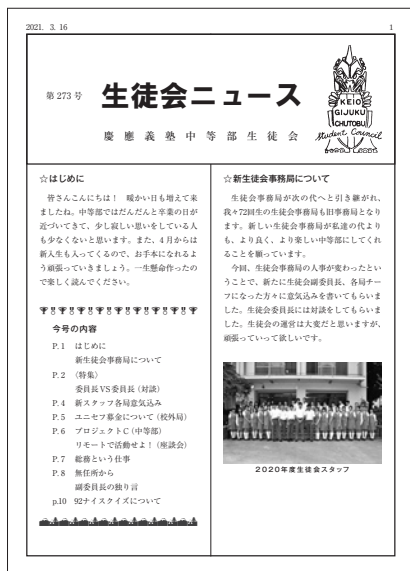 2021. 3. 16
1
第 273 号
生徒会ニュース
慶應義塾中等部生徒会
KEIO
GIJUKU
CHUTOBU
Student Council
☆はじめに
皆さんこんにちは！ 暖かい日も増えて来
ましたね。中等部ではだんだんと卒業の日が
近づいてきて、少し寂しい思いをしている人
も少なくないと思います。また、4月からは
新入生も入ってくるので、お手本になれるよ
う頑張っていきましょう。一生懸命作ったの
で楽しく読んでください。
今号の内容
P. 1 はじめに
新生徒会事務局について
P. 2 〈特集〉
委員長VS委員長（対談）
P. 4 新スタッフ各局意気込み
P. 5 ユニセフ募金について（校外局）
P. 6 プロジェクトC（中等部）
リモートで活動せよ！（座談会）
P. 7 総務という仕事
P. 8 無任所から
副委員長の独り言
p.10 92ナイスクイズについて
☆新生徒会事務局について
生徒会事務局が次の代へと引き継がれ、
我々72回生の生徒会事務局も旧事務局となり
ます。新しい生徒会事務局が私達の代より
も、より良く、より楽しい中等部にしてくれ
ることを願っています。
今回、生徒会事務局の人事が変わったとい
うことで、新たに生徒会副委員長、各局チー
フになった方々に意気込みを書いてもらいま
した。生徒会委員長には対談をしてもらいま
した。生徒会の運営は大変だと思いますが、
頑張っていって欲しいです。
2020年度生徒会スタッフ